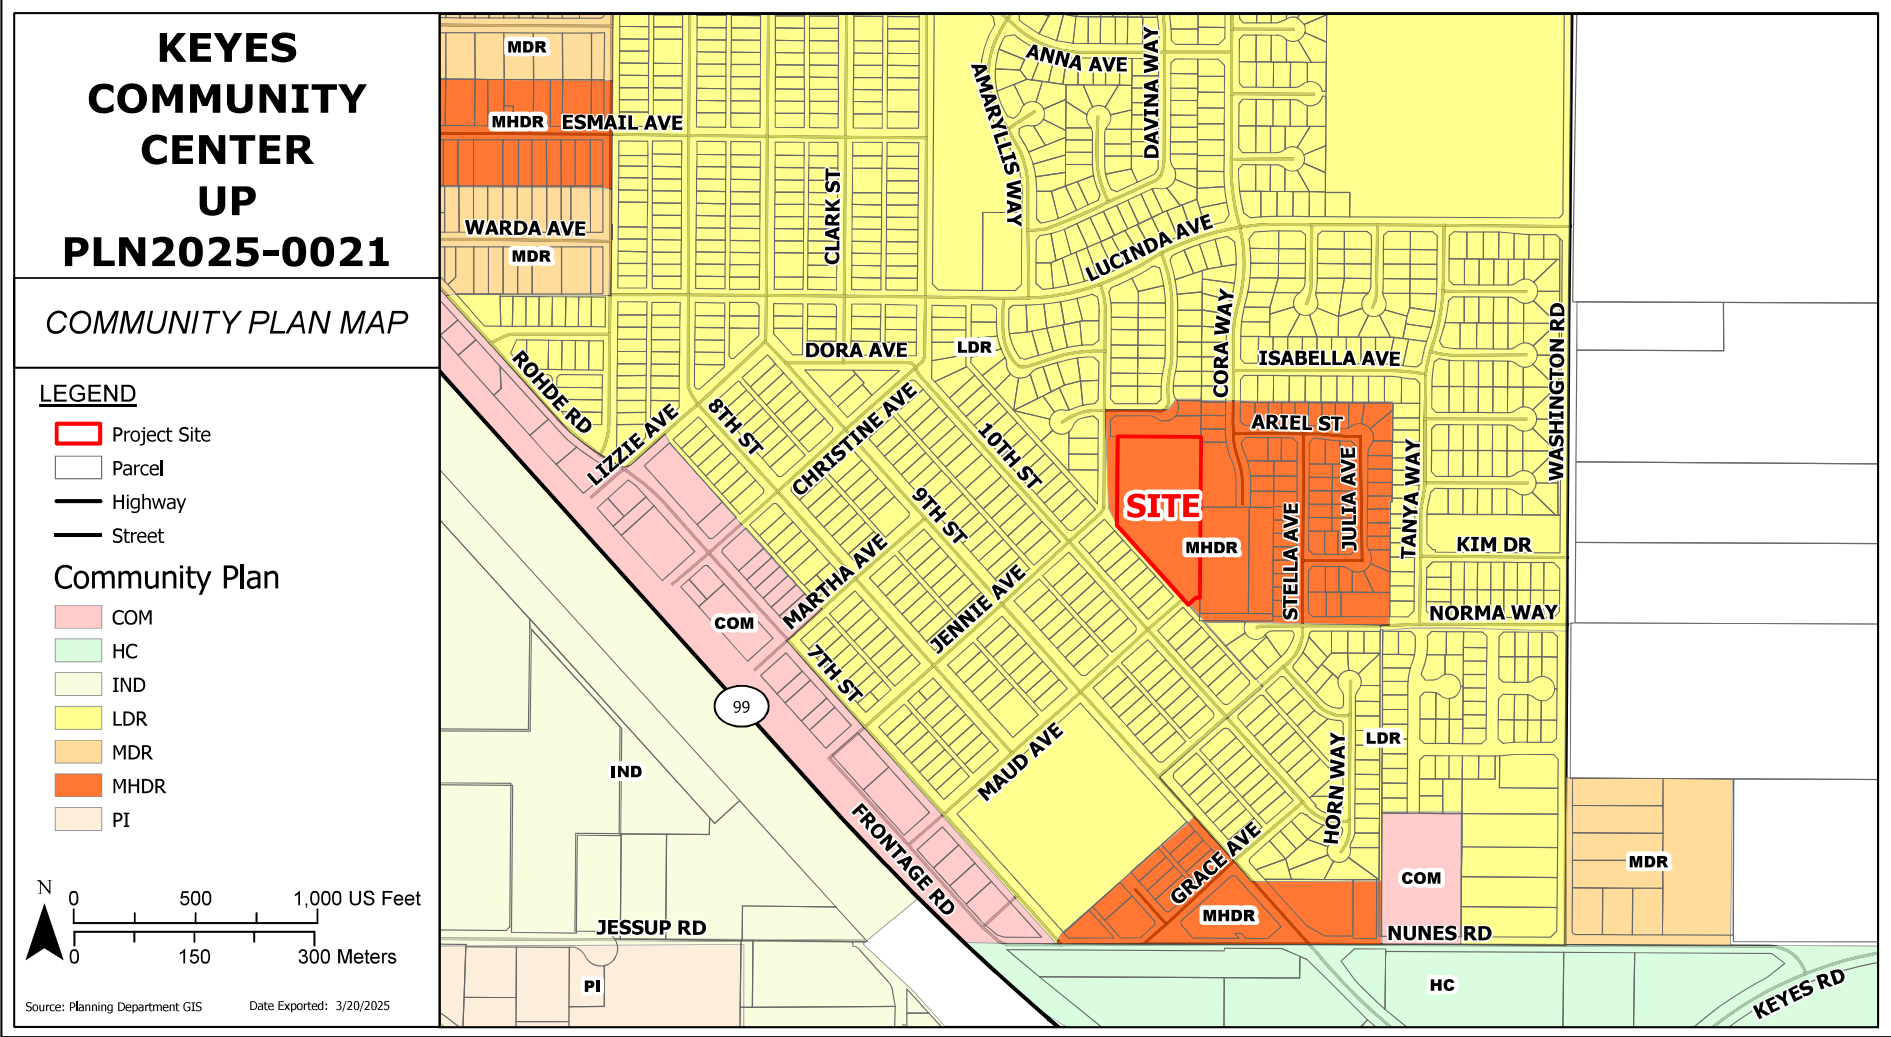 KEYES
COMMUNITY
CENTER
UP
PLN2025-0021
COMMUNITY PLAN MAP
LEGEND
Project Site
Parcel
Highway
Street
Community Plan
COM
HC
IND
LDR
MDR
MHDR
PI
N
0 500 1,000 US Feet
0 150 300 Meters
Source: Planning Department GIS Date Exported: 3/20/2025
MDR
MHDR
ESMAIL AVE
WARDA AVE
MDR
CLARK ST
AMARYLLIS WAY
ANNA AVE
DAVINA WAY
LUCINDA AVE
CORA WAY
ISABELLA AVE
WASHINGTON RD
ROHDE RD
LIZZIE AVE
DORA AVE
LDR
8TH ST
CHRISTINE AVE
10TH ST
9TH ST
ARIEL ST
SITE
MHDR
STELLA AVE
JULIA AVE
TANYA WAY
KIM DR
NORMA WAY
MARTHA AVE
JENNIE AVE
COM
7TH ST
99
IND
MAUD AVE
LDR
HORN WAY
FRONTAGE RD
GRACE AVE
MHDR
COM
MDR
JESSUP RD
NUNES RD
PI
HC
KEYES RD